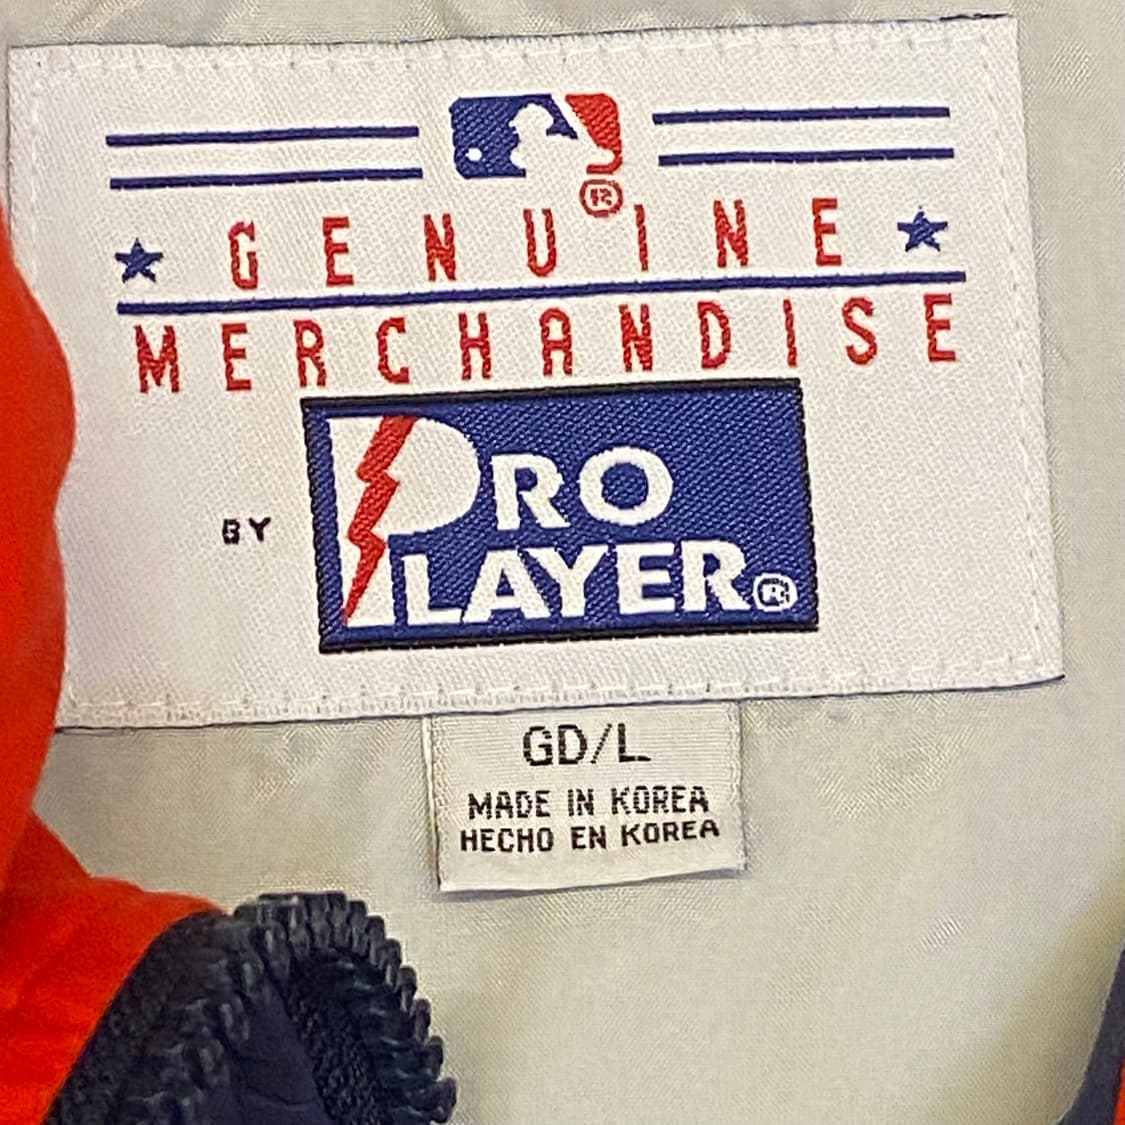 ®
GENUINE
MERCHANDISE
BY
PRO
PLAYER®
GD/L
MADE IN KOREA
HECHO EN KOREA